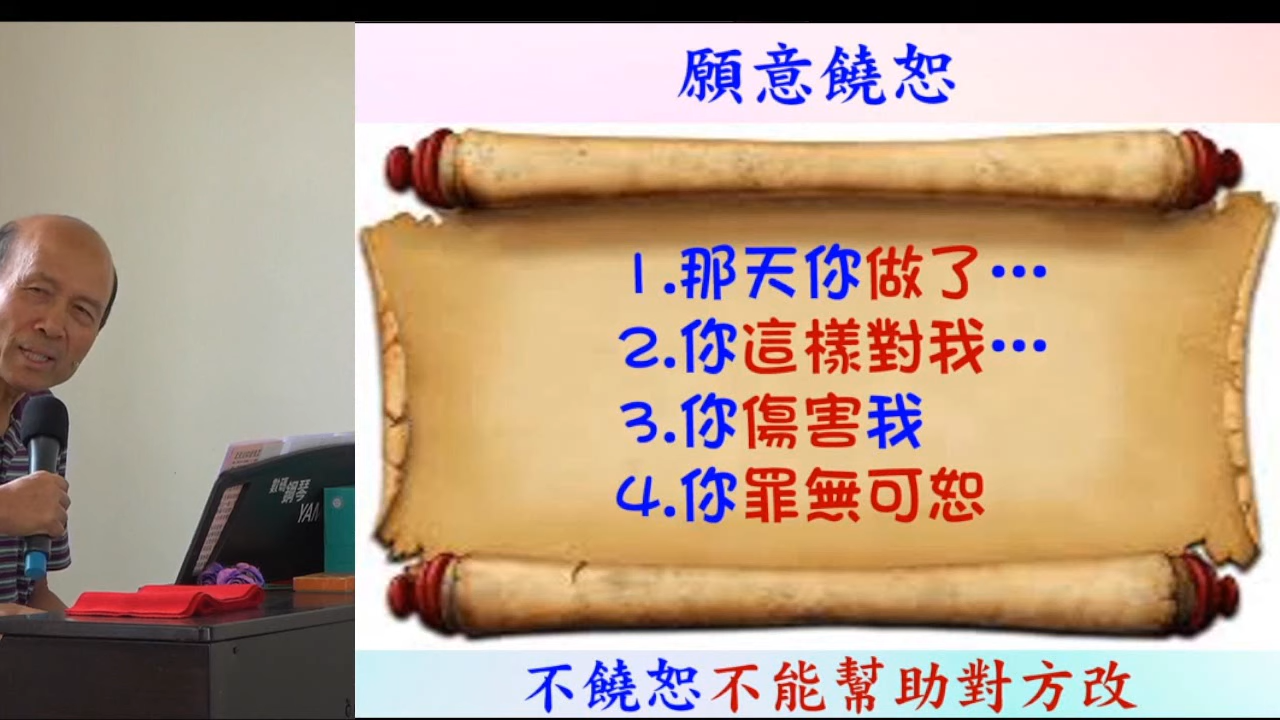 願意饒恕
1.那天你做了…
2.你這樣對我…
3.你傷害我
4.你罪無可恕
不饒恕不能幫助對方改
數碼
鋼琴
YAM